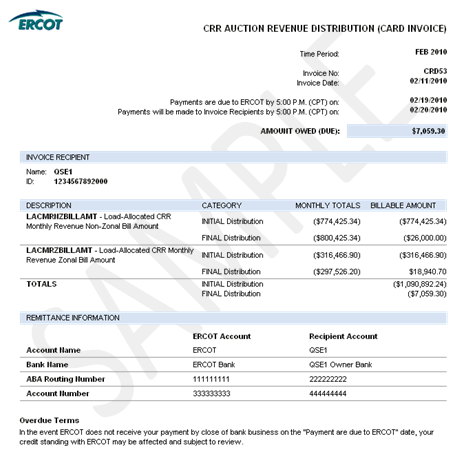 ERCOT
CRR AUCTION REVENUE DISTRIBUTION (CARD INVOICE)
Time Period: FEB 2010
Invoice No: CRD53
Invoice Date: 02/11/2010
Payments are due to ERCOT by 5:00 P.M. (CPT) on: 02/19/2010
Payments will be made to Invoice Recipients by 5:00 P.M. (CPT) on: 02/20/2010
AMOUNT OWED (DUE): $7,059.30
SAMPLE
INVOICE RECIPIENT
Name: QSE1
ID: 1234567892000
DESCRIPTION CATEGORY MONTHLY TOTALS BILLABLE AMOUNT
LACMRNZBILLAMT - Load-Allocated CRR INITIAL Distribution ($774,425.34) ($774,425.34)
Monthly Revenue Non-Zonal Bill Amount
FINAL Distribution ($800,425.34) ($26,000.00)
LACMRZBILLAMT - Load-Allocated CRR Monthly INITIAL Distribution ($316,466.90) ($316,466.90)
Revenue Zonal Bill Amount
FINAL Distribution ($297,526.20) $18,940.70
TOTALS INITIAL Distribution ($1,090,892.24)
FINAL Distribution ($7,059.30)
REMITTANCE INFORMATION
ERCOT Account Recipient Account
Account Name ERCOT QSE1
Bank Name ERCOT Bank QSE1 Owner Bank
ABA Routing Number 111111111 222222222
Account Number 333333333 444444444
Overdue Terms
In the event ERCOT does not receive your payment by close of bank business on the "Payment are due to ERCOT" date, your
credit standing with ERCOT may be affected and subject to review.